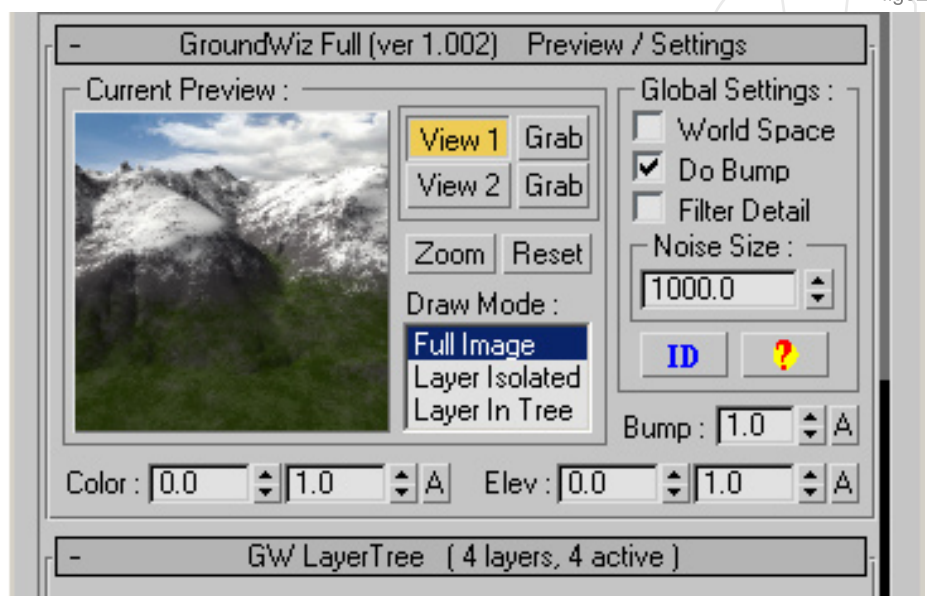 - GroundWiz Full (ver 1.002) Preview / Settings
Current Preview :
View 1 Grab
View 2 Grab
Zoom Reset
Draw Mode :
Full Image
Layer Isolated
Layer In Tree
Global Settings :
World Space
Do Bump
Filter Detail
Noise Size :
1000.0
ID ?
Bump : 1.0 A
Color : 0.0 1.0 A Elev : 0.0 1.0 A
- GW LayerTree ( 4 layers, 4 active )